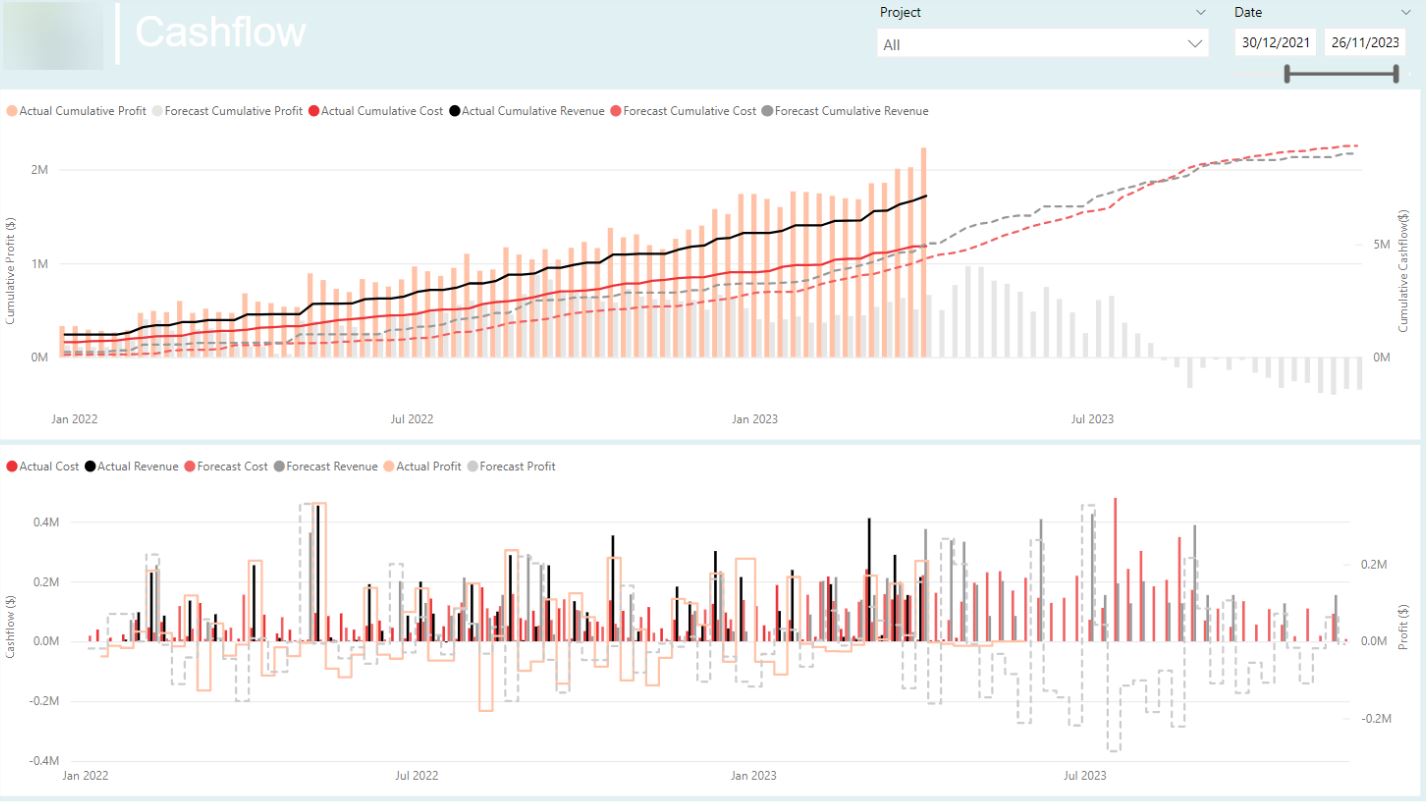 Cashflow
Project
Date
All
30/12/2021
26/11/2023
Actual Cumulative Profit Forecast Cumulative Profit Actual Cumulative Cost Actual Cumulative Revenue Forecast Cumulative Cost Forecast Cumulative Revenue
Cumulative Profit ($)
2M
1M
0M
Cumulative Cashflow($)
5M
0M
Jan 2022 Jul 2022 Jan 2023 Jul 2023
Actual Cost Actual Revenue Forecast Cost Forecast Revenue Actual Profit Forecast Profit
Cashflow ($)
0.4M
0.2M
0.0M
-0.2M
-0.4M
Profit ($)
0.2M
0.0M
-0.2M
Jan 2022 Jul 2022 Jan 2023 Jul 2023